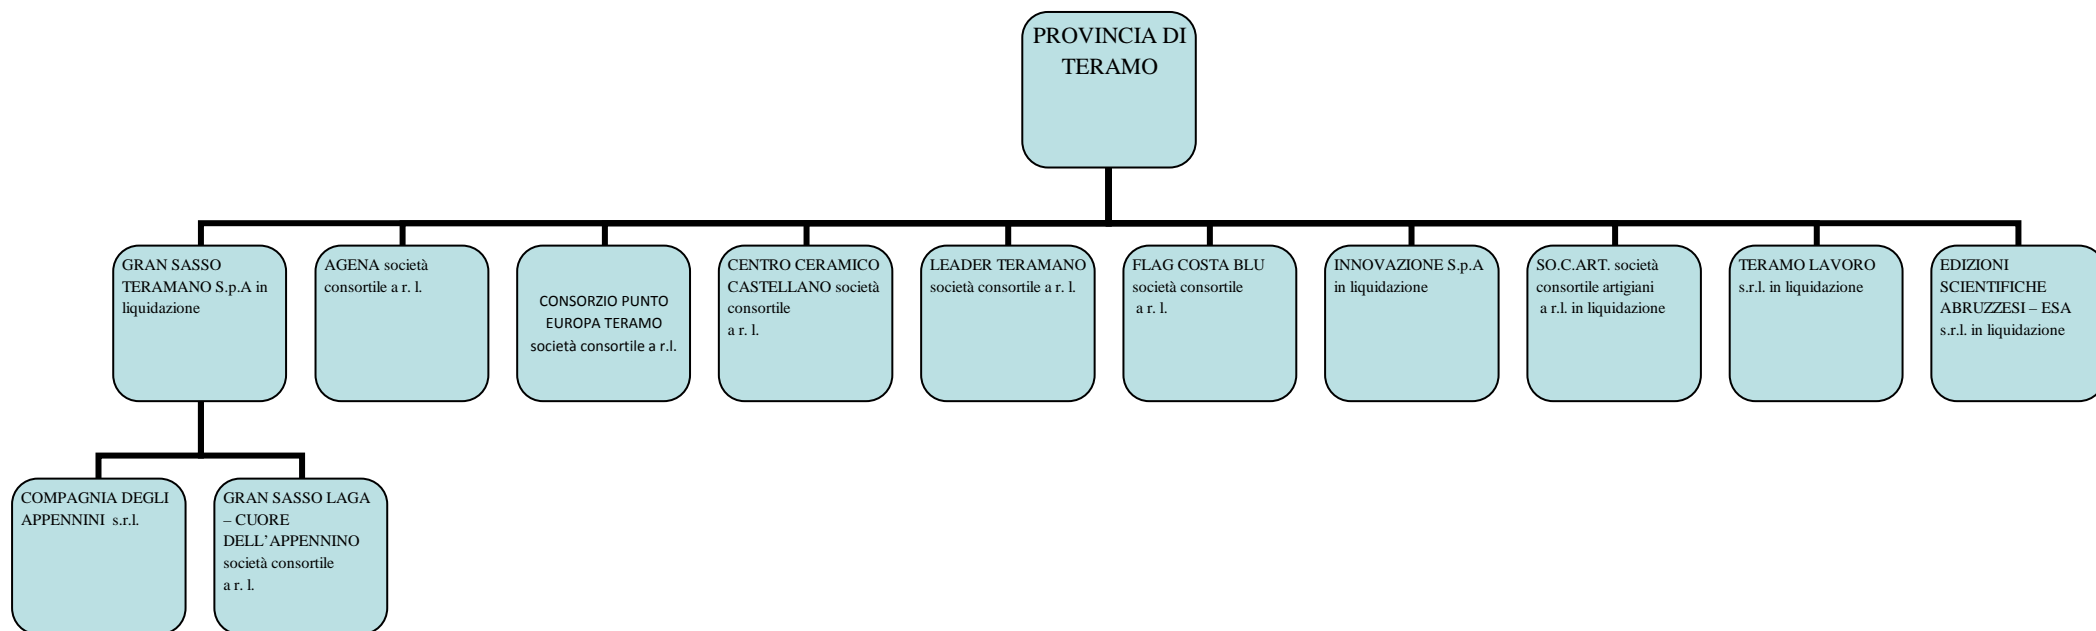 PROVINCIA DI
TERAMO
GRAN SASSO
TERAMANO S.p.A in
liquidazione
AGENA società
consortile a r. l.
CONSORZIO PUNTO
EUROPA TERAMO
società consortile a r.l.
CENTRO CERAMICO
CASTELLANO società
consortile
a r. l.
LEADER TERAMANO
società consortile a r. l.
FLAG COSTA BLU
società consortile
a r. l.
INNOVAZIONE S.p.A
in liquidazione
SO.C.ART. società
consortile artigiani
a r.l. in liquidazione
TERAMO LAVORO
s.r.l. in liquidazione
EDIZIONI
SCIENTIFICHE
ABRUZZESI – ESA
s.r.l. in liquidazione
COMPAGNIA DEGLI
APPENNINI s.r.l.
GRAN SASSO LAGA
– CUORE
DELL’APPENNINO
società consortile
a r. l.